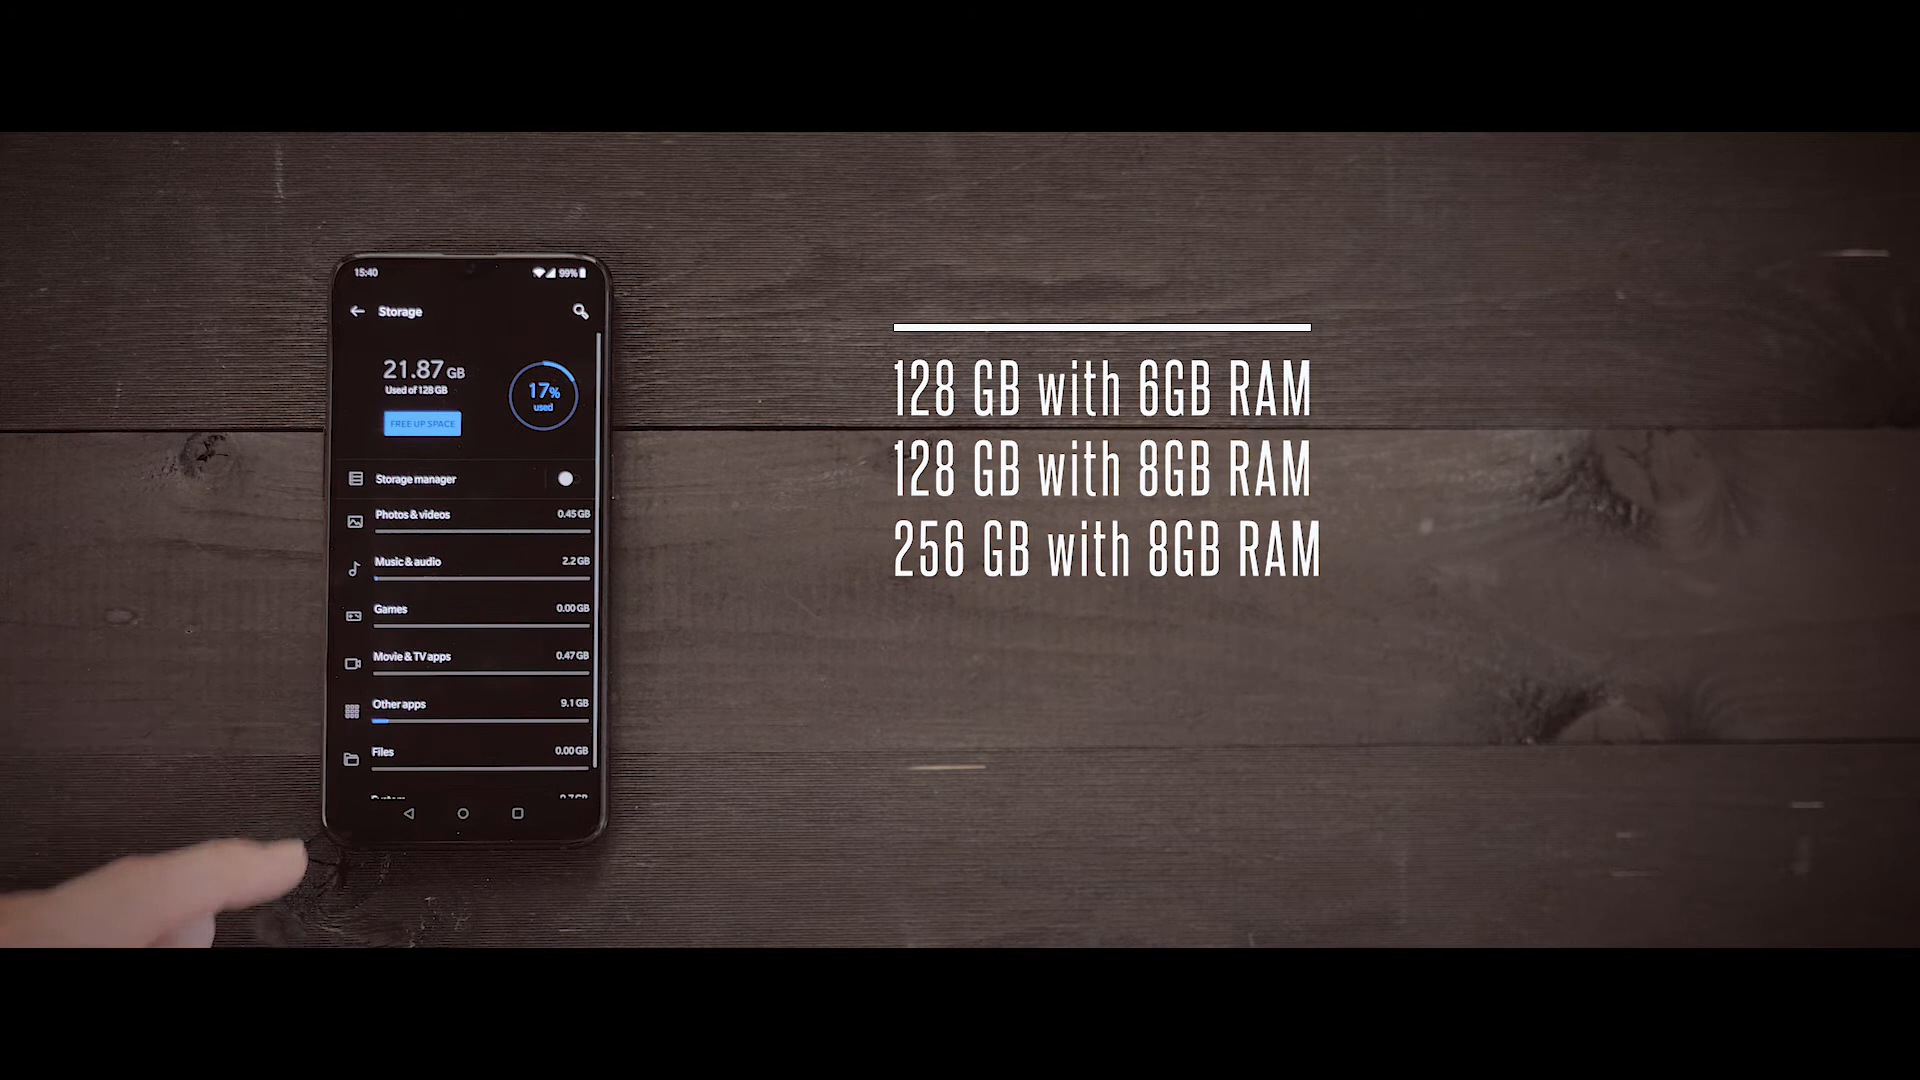 15:40
99%
Storage
21.87 GB
Used of 128 GB
17%
used
FREE UP SPACE
Storage manager
Photos & videos
0.45 GB
Music & audio
2.2 GB
Games
0.00 GB
Movie & TV apps
0.47 GB
Other apps
9.1 GB
Files
0.00 GB
128 GB with 6GB RAM
128 GB with 8GB RAM
256 GB with 8GB RAM